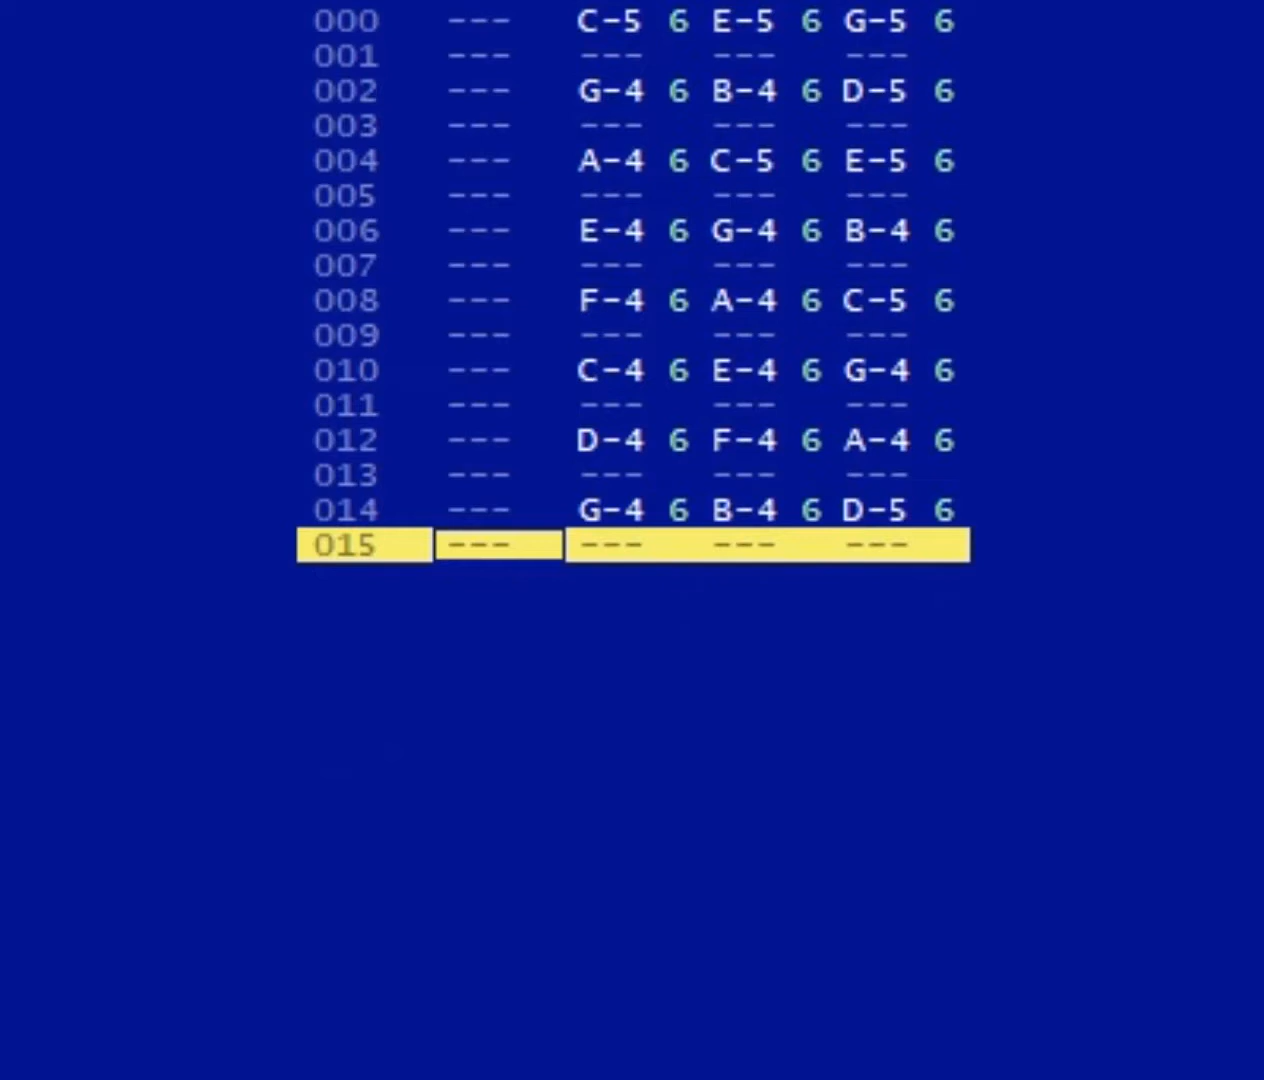 000 --- C-5 6 E-5 6 G-5 6
001 --- --- --- ---
002 --- G-4 6 B-4 6 D-5 6
003 --- --- --- ---
004 --- A-4 6 C-5 6 E-5 6
005 --- --- --- ---
006 --- E-4 6 G-4 6 B-4 6
007 --- --- --- ---
008 --- F-4 6 A-4 6 C-5 6
009 --- --- --- ---
010 --- C-4 6 E-4 6 G-4 6
011 --- --- --- ---
012 --- D-4 6 F-4 6 A-4 6
013 --- --- --- ---
014 --- G-4 6 B-4 6 D-5 6
015 --- --- --- ---